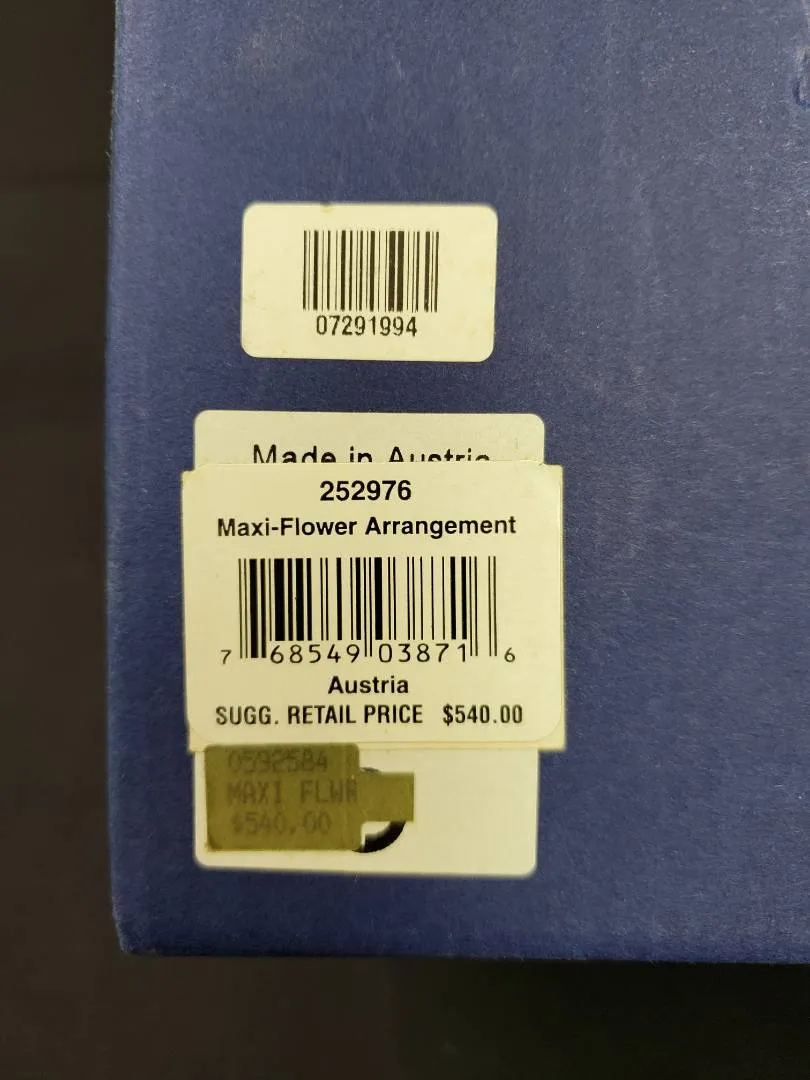 07291994
Made in Austria
252976
Maxi-Flower Arrangement
7 68549 03871 6
Austria
SUGG. RETAIL PRICE $540.00
0592584
MAXI FLWR
$540.00